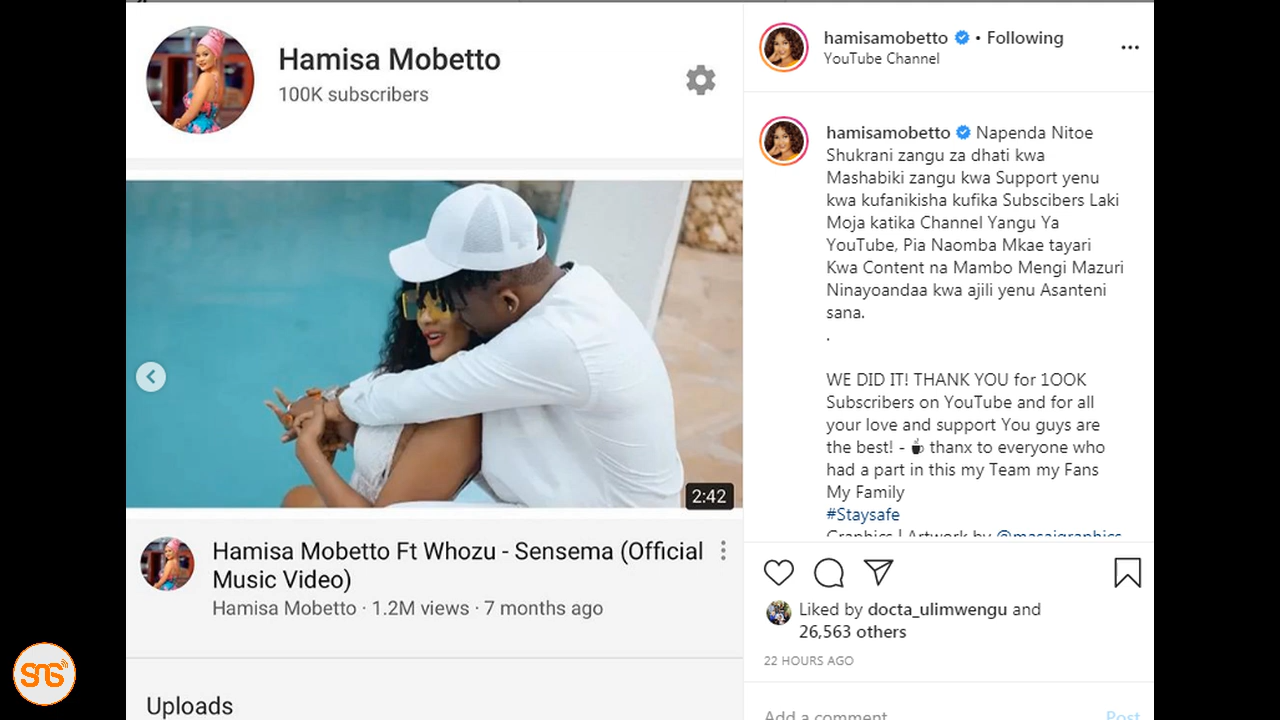 Hamisa Mobetto
100K subscribers
2:42
Hamisa Mobetto Ft Whozu - Sensema (Official
Music Video)
Hamisa Mobetto · 1.2M views · 7 months ago
Uploads
hamisamobetto • Following
YouTube Channel
hamisamobetto Napenda Nitoe
Shukrani zangu za dhati kwa
Mashabiki zangu kwa Support yenu
kwa kufanikisha kufika Subscibers Laki
Moja katika Channel Yangu Ya
YouTube, Pia Naomba Mkae tayari
Kwa Content na Mambo Mengi Mazuri
Ninayoandaa kwa ajili yenu Asanteni
sana.
.
WE DID IT! THANK YOU for 1OOK
Subscribers on YouTube and for all
your love and support You guys are
the best! - ☕ thanx to everyone who
had a part in this my Team my Fans
My Family
#Staysafe
Graphics | Artwork by @masaigraphics
Liked by docta_ulimwengu and
26,563 others
22 HOURS AGO
Add a comment
Post
SNS